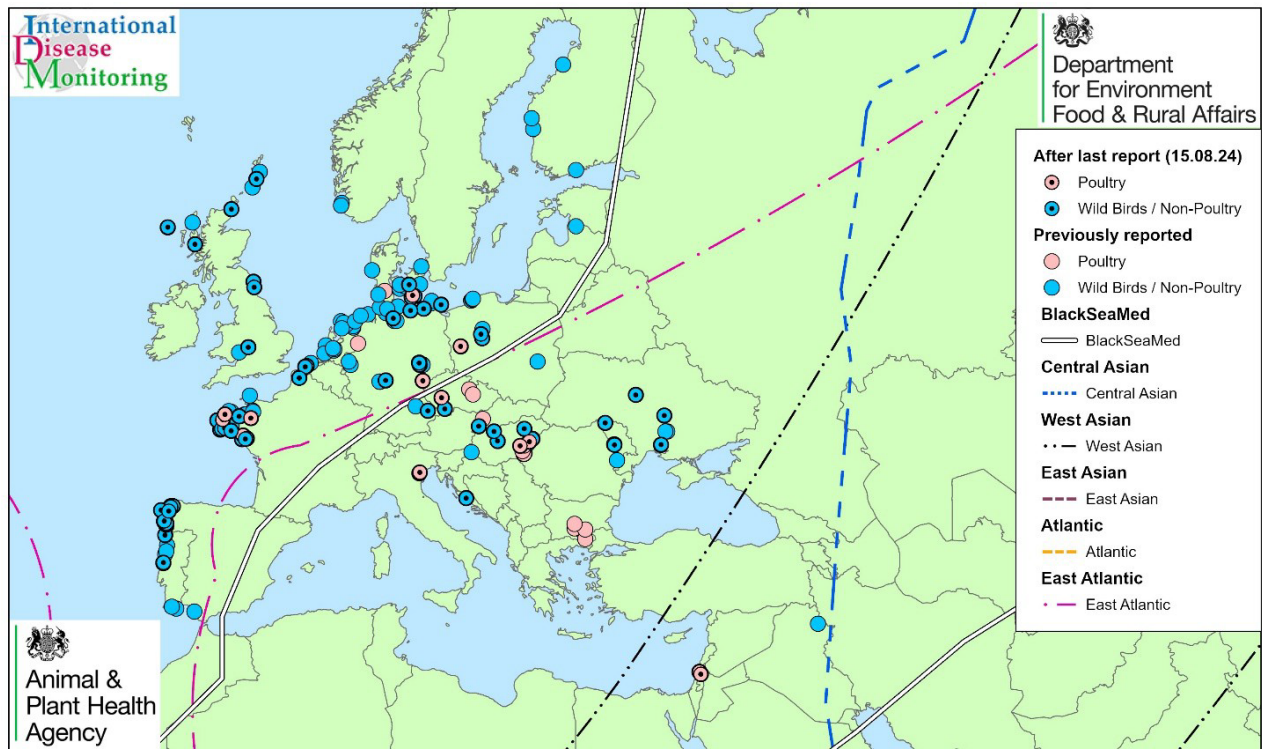 International
Disease
Monitoring
Department
for Environment
Food & Rural Affairs
After last report (15.08.24)
Poultry
Wild Birds / Non-Poultry
Previously reported
Poultry
Wild Birds / Non-Poultry
BlackSeaMed
BlackSeaMed
Central Asian
Central Asian
West Asian
West Asian
East Asian
East Asian
Atlantic
Atlantic
East Atlantic
East Atlantic
Animal &
Plant Health
Agency